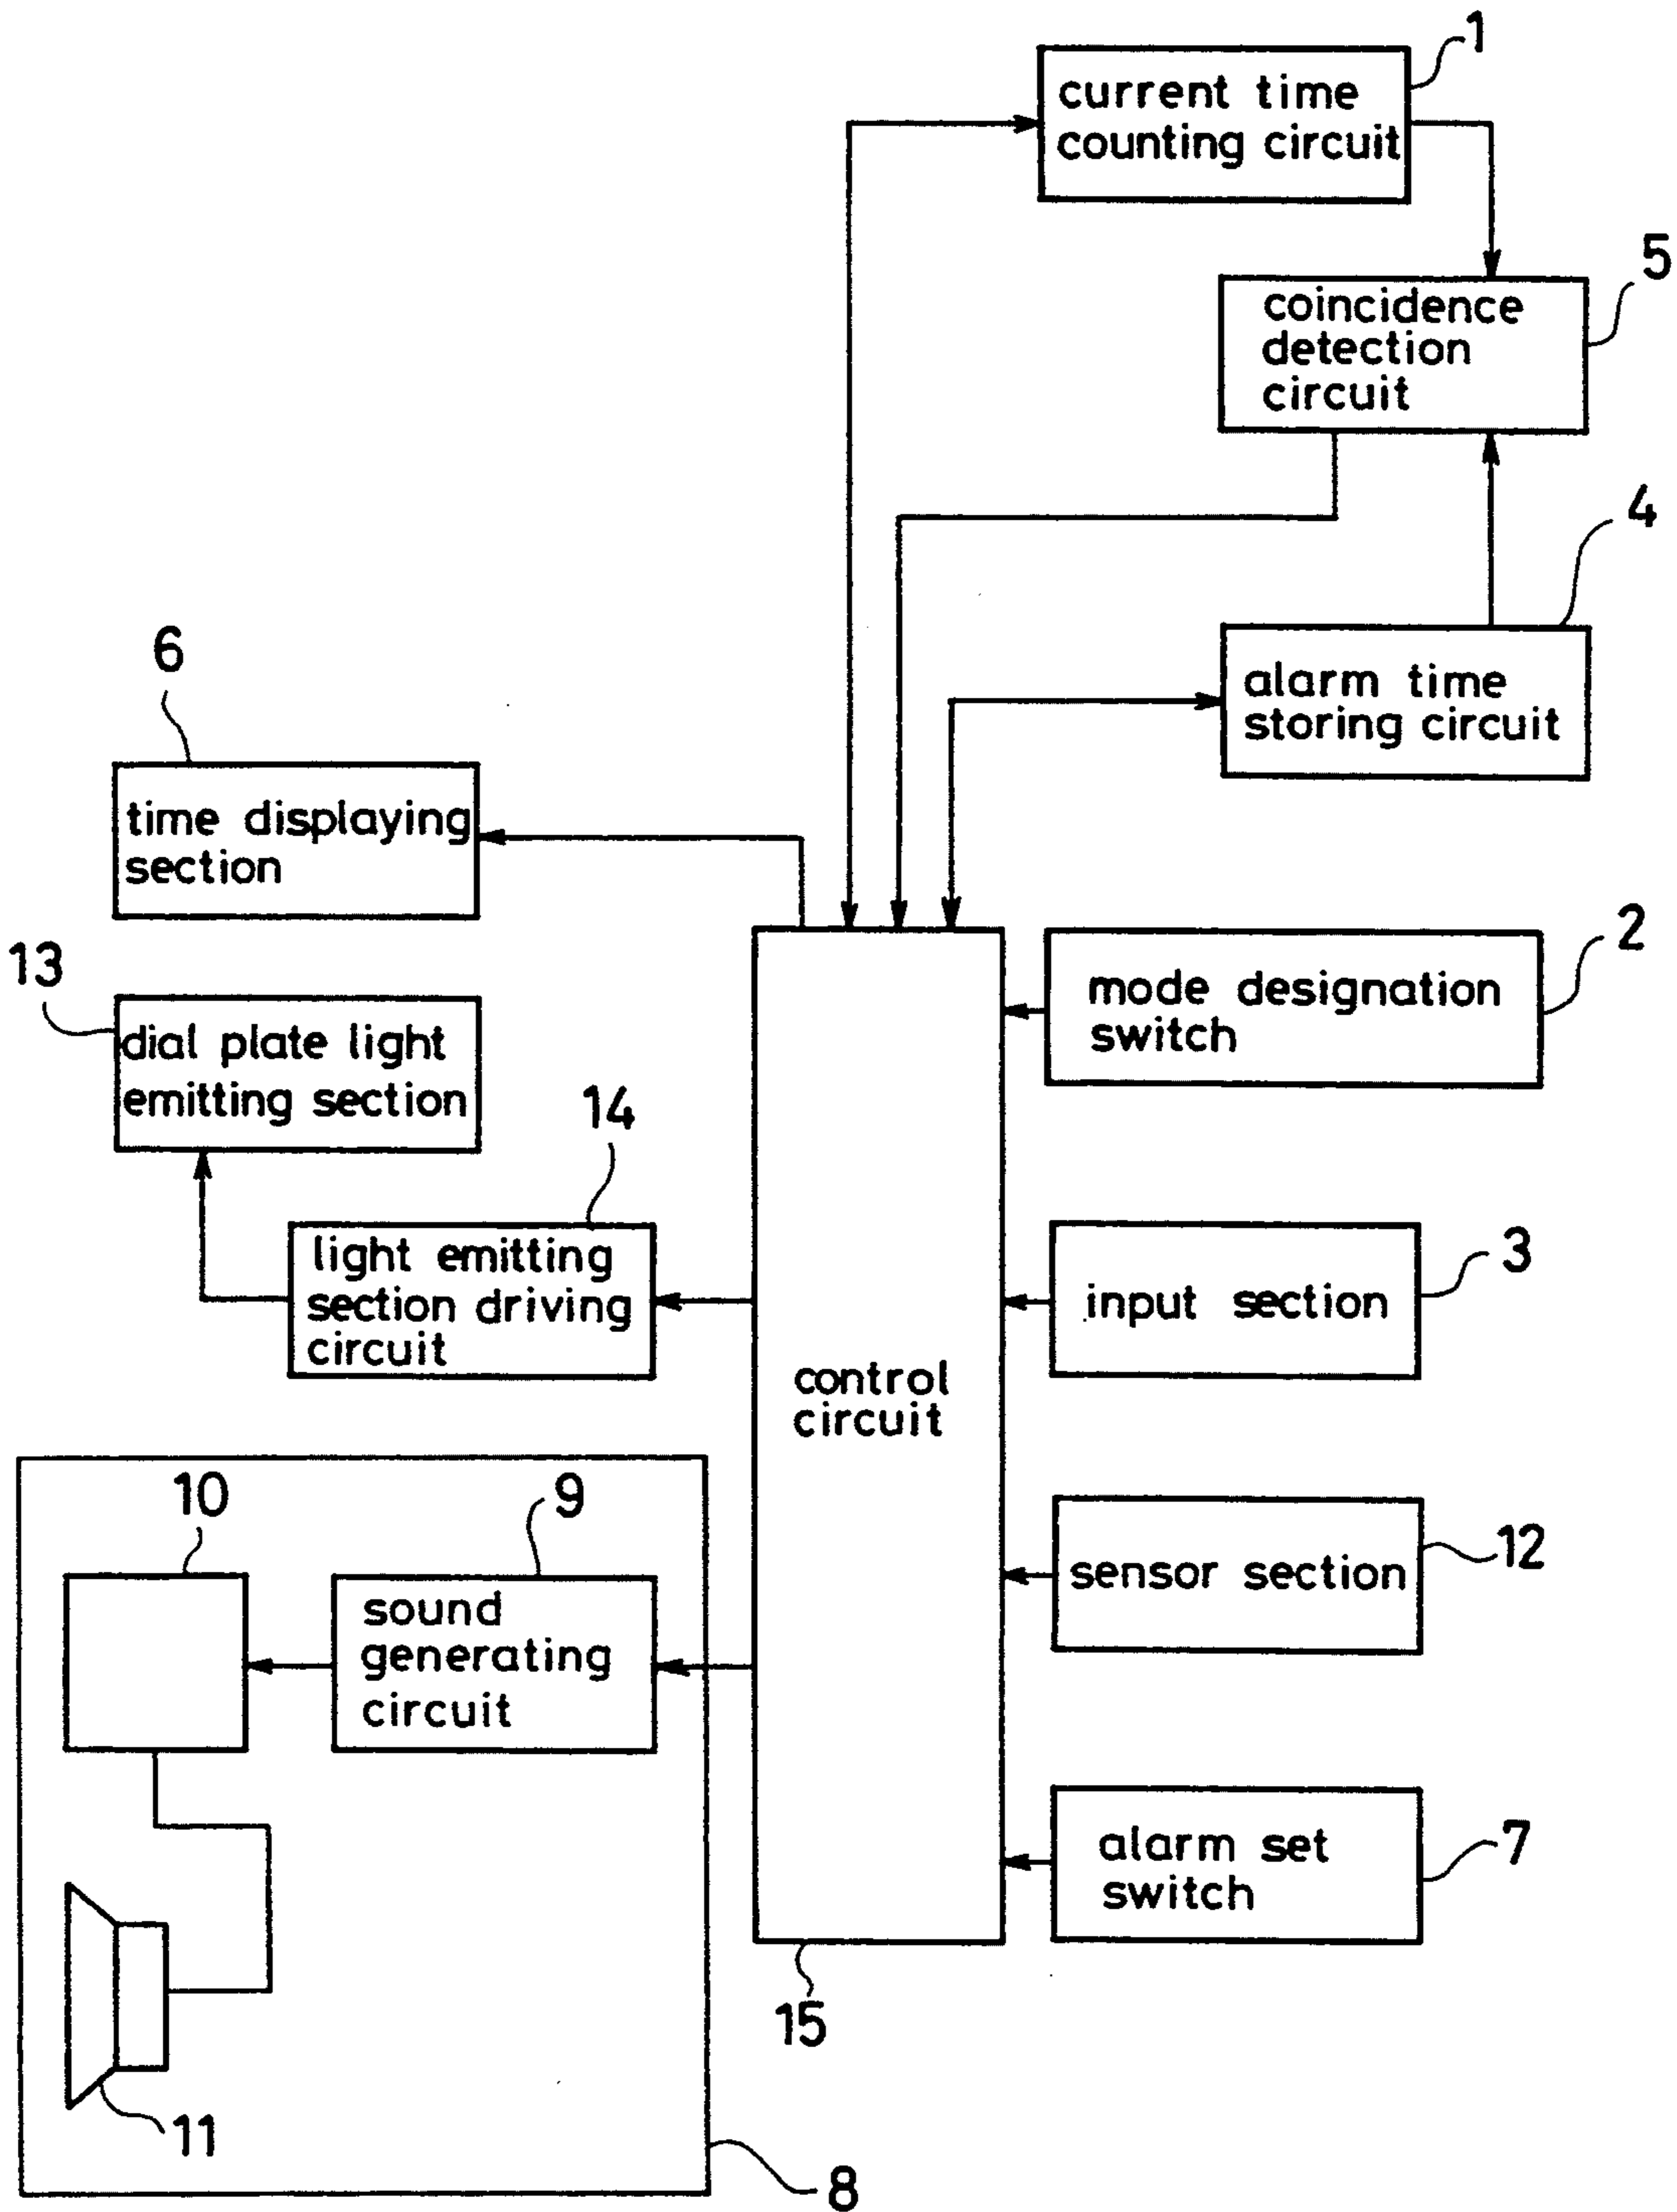 1
current time
counting circuit
5
coincidence
detection
circuit
4
alarm time
storing circuit
6
time displaying
section
2
mode designation
switch
13
dial plate light
emitting section
14
light emitting
section driving
circuit
3
input section
control
circuit
10
9
sound
generating
circuit
12
sensor section
7
alarm set
switch
15
11
8